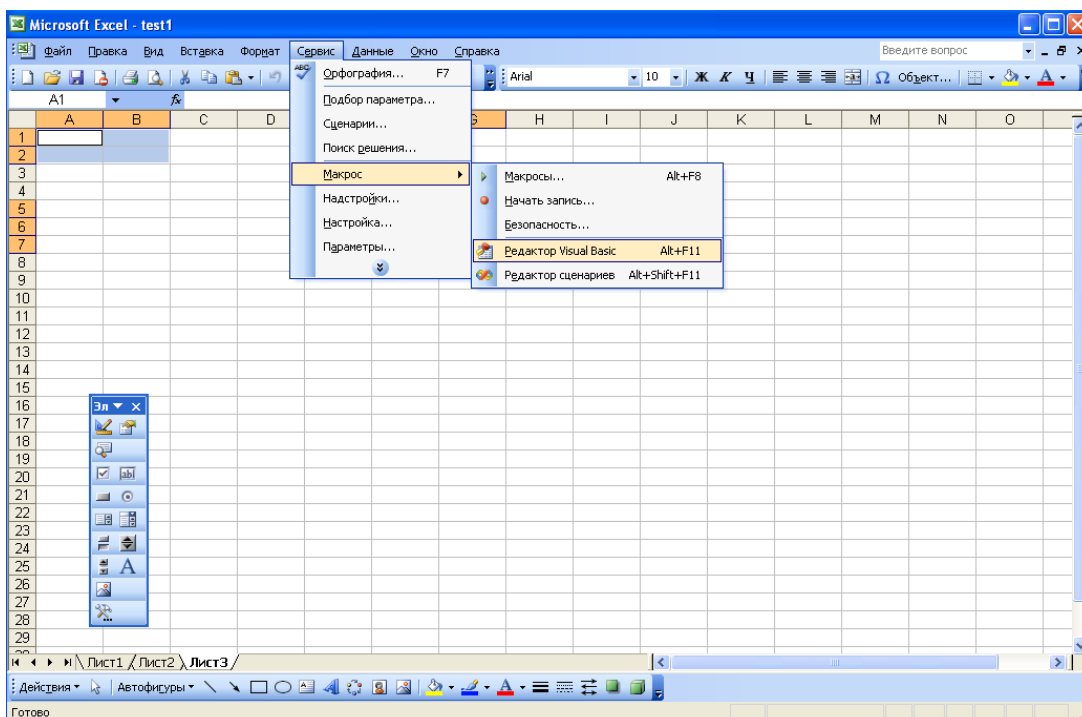 Microsoft Excel - test1
Файл Правка Вид Вставка Формат Сервис Данные Окно Справка Введите вопрос
Arial 10 Ж К Ч Ω Объект... А
A1 fx
A B C D G H I J K L M N O
Орфография... F7
Подбор параметра...
Сценарии...
Поиск решения...
Макрос
Надстройки...
Настройка...
Параметры...
Макросы... Alt+F8
Начать запись...
Безопасность...
Редактор Visual Basic Alt+F11
Редактор сценариев Alt+Shift+F11
1
2
3
4
5
6
7
8
9
10
11
12
13
14
15
16
17
18
19
20
21
22
23
24
25
26
27
28
29
Эл
ab
A
Лист1 Лист2 Лист3
Действия Автофигуры
Готово